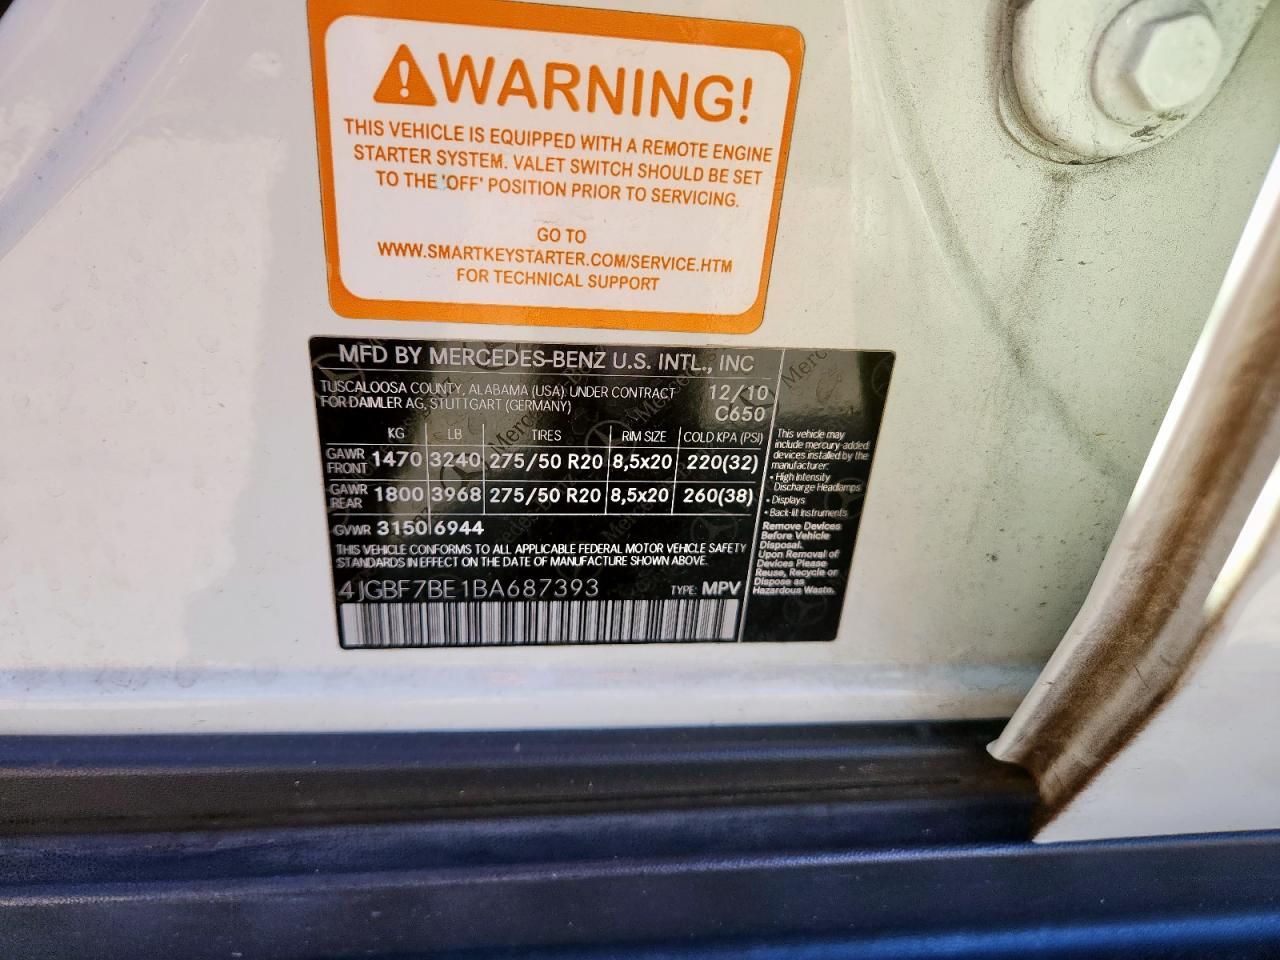 WARNING!
THIS VEHICLE IS EQUIPPED WITH A REMOTE ENGINE
STARTER SYSTEM. VALET SWITCH SHOULD BE SET
TO THE 'OFF' POSITION PRIOR TO SERVICING.
GO TO
WWW.SMARTKEYSTARTER.COM/SERVICE.HTM
FOR TECHNICAL SUPPORT
MFD BY MERCEDES-BENZ U.S. INTL., INC
TUSCALOOSA COUNTY, ALABAMA (USA) UNDER CONTRACT 12/10
FOR DAIMLER AG, STUTTGART (GERMANY) C650
KG LB TIRES RIM SIZE COLD KPA (PSI)
GAWR FRONT 1470 3240 275/50 R20 8,5x20 220(32)
GAWR REAR 1800 3968 275/50 R20 8,5x20 260(38)
GVWR 3150 6944
THIS VEHICLE CONFORMS TO ALL APPLICABLE FEDERAL MOTOR VEHICLE SAFETY
STANDARDS IN EFFECT ON THE DATE OF MANUFACTURE SHOWN ABOVE.
4JGBF7BE1BA687393 TYPE: MPV
This vehicle may
include mercury-added
devices installed by the
manufacturer:
• High Intensity
Discharge Headlamps
• Displays
• Back-lit Instruments
Remove Devices
Before Vehicle
Disposal.
Upon Removal of
Devices Please
Reuse, Recycle or
Dispose as
Hazardous Waste.